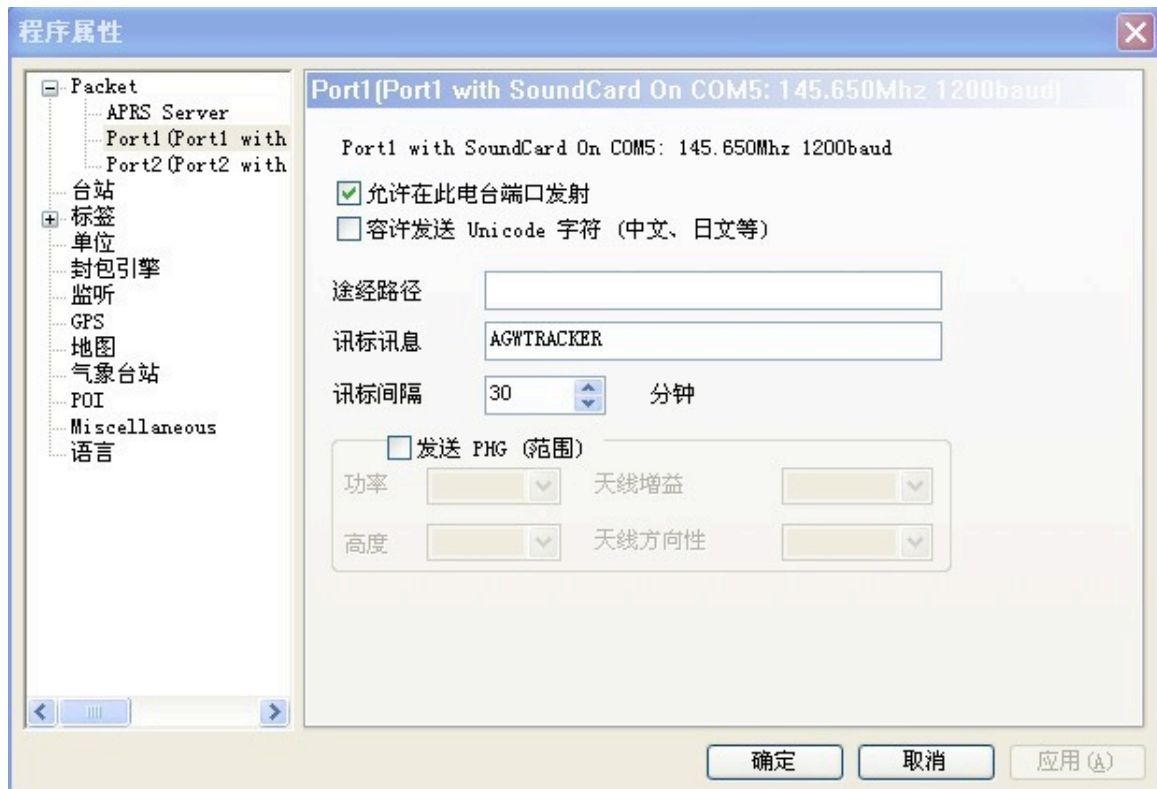 程序属性
Packet
APRS Server
Port1(Port1 with
Port2(Port2 with
台站
标签
单位
封包引擎
监听
GPS
地图
气象台站
POI
Miscellaneous
语言
Port1(Port1 with SoundCard On COM5: 145.650Mhz 1200baud)
Port1 with SoundCard On COM5: 145.650Mhz 1200baud
允许在此电台端口发射
容许发送 Unicode 字符 (中文、日文等)
途经路径
讯标讯息 AGWTRACKER
讯标间隔 30 分钟
发送 PHG (范围)
功率 天线增益
高度 天线方向性
确定 取消 应用(A)